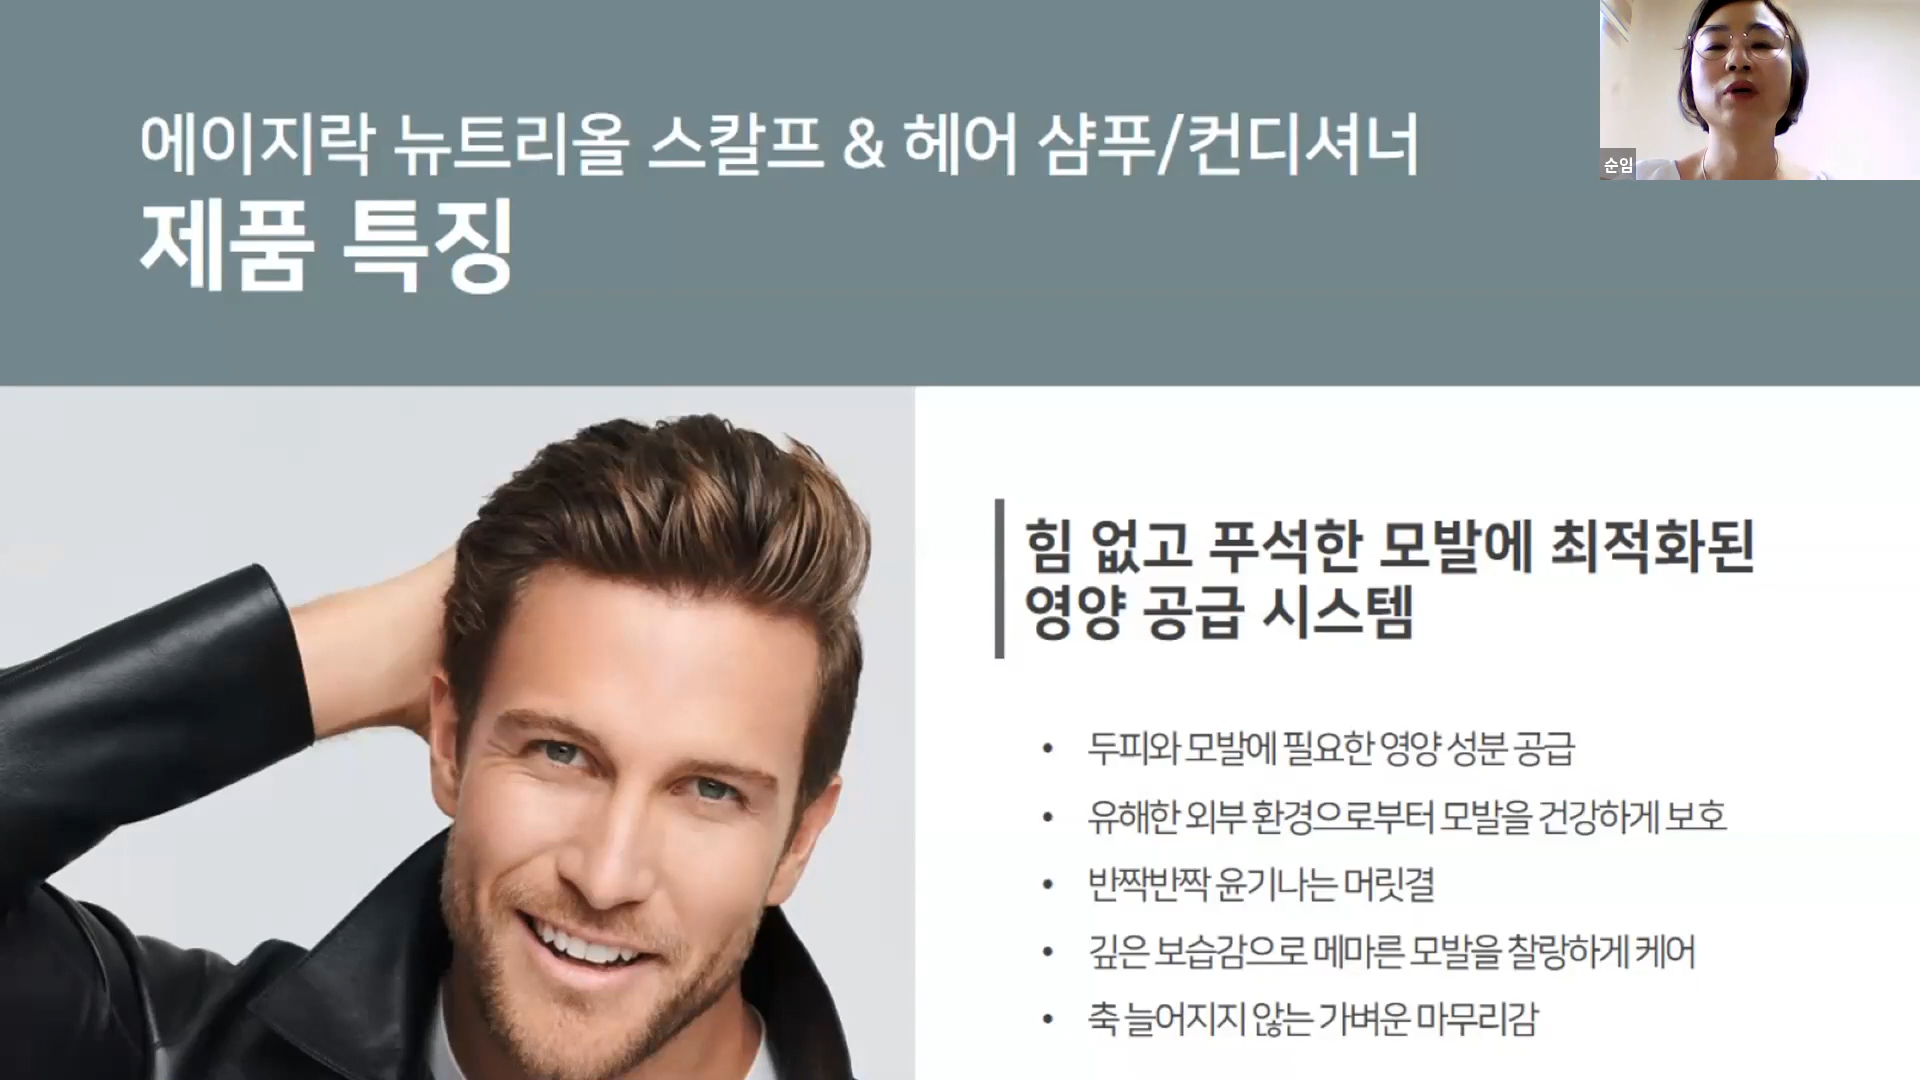 에이지락 뉴트리올 스칼프 & 헤어 샴푸/컨디셔너
제품 특징
순임
힘 없고 푸석한 모발에 최적화된
영양 공급 시스템
• 두피와 모발에 필요한 영양 성분 공급
• 유해한 외부 환경으로부터 모발을 건강하게 보호
• 반짝반짝 윤기나는 머릿결
• 깊은 보습감으로 메마른 모발을 찰랑하게 케어
• 축 늘어지지 않는 가벼운 마무리감